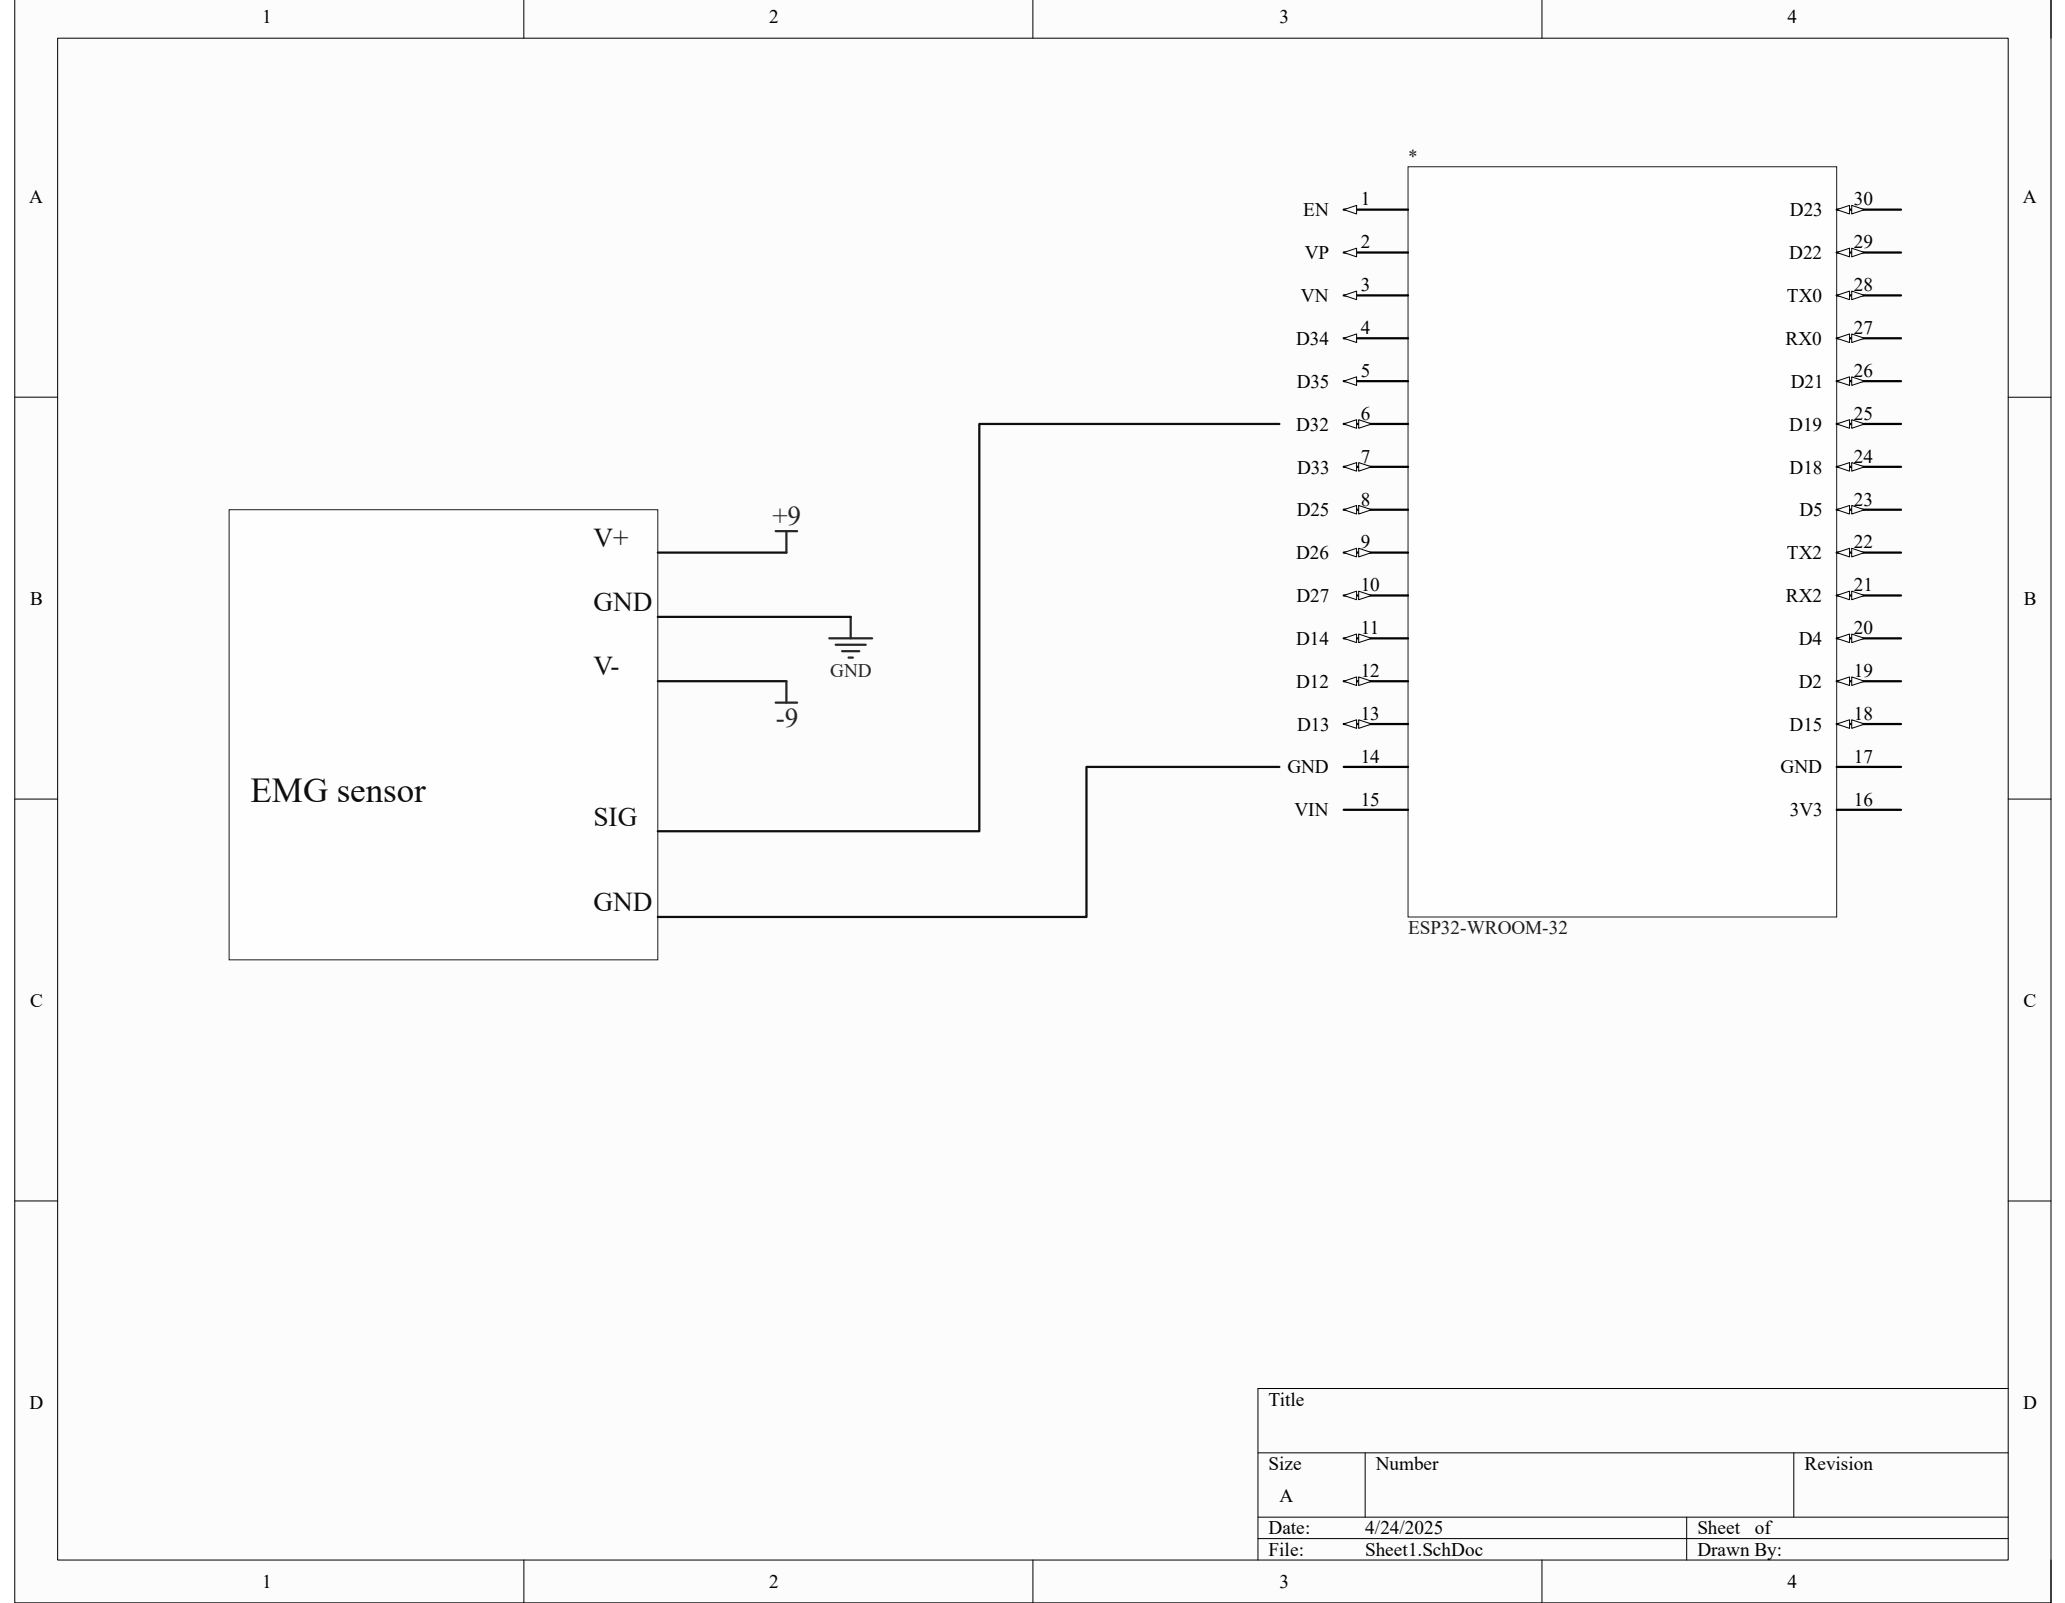 1 2 3 4
A A
*
EN 1 D23 30
VP 2 D22 29
VN 3 TX0 28
D34 4 RX0 27
D35 5 D21 26
D32 6 D19 25
D33 7 D18 24
D25 8 D5 23
D26 9 TX2 22
D27 10 RX2 21
D14 11 D4 20
D12 12 D2 19
D13 13 D15 18
GND 14 GND 17
VIN 15 3V3 16
ESP32-WROOM-32
B B
V+ +9
GND
GND
V-
-9
EMG sensor
SIG
GND
C C
D D
Title
Size Number Revision
A
Date: 4/24/2025 Sheet of
File: Sheet1.SchDoc Drawn By:
1 2 3 4